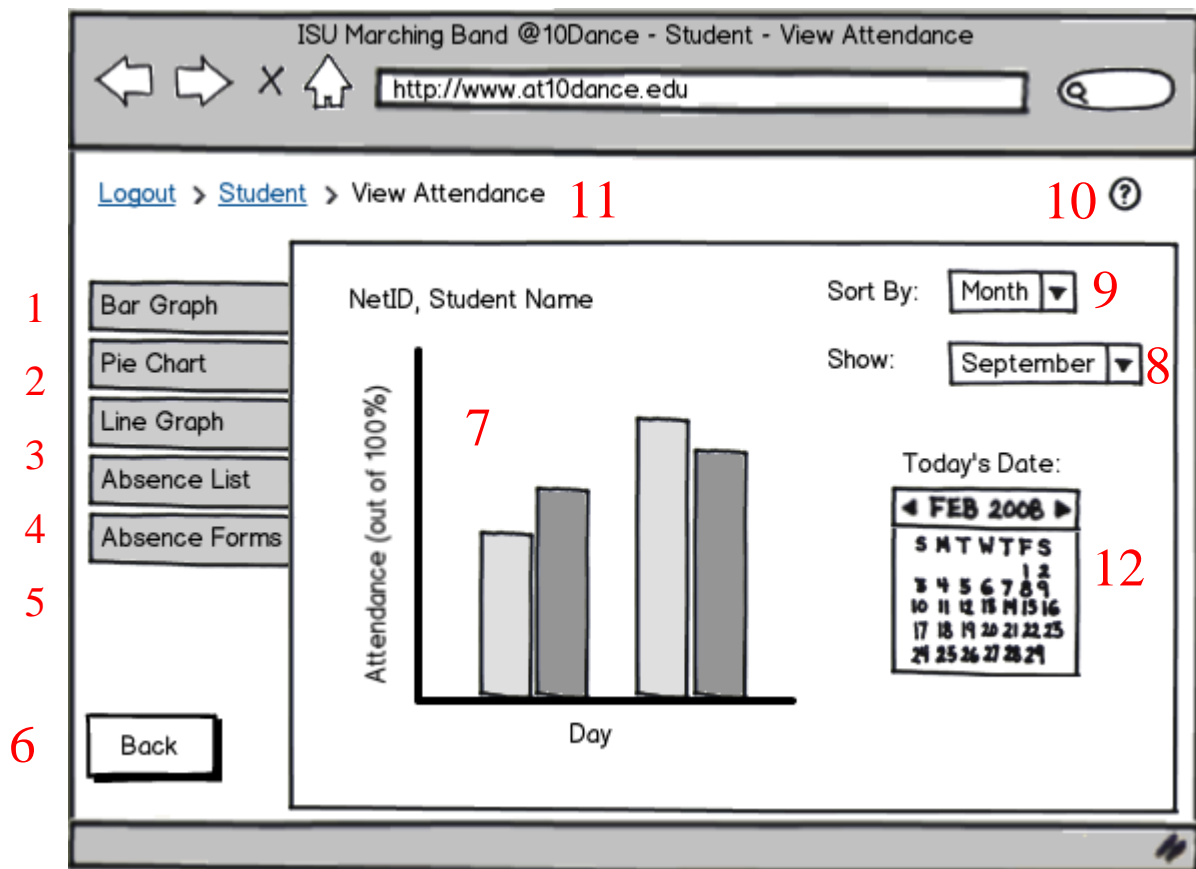 ISU Marching Band @10Dance - Student - View Attendance
X
http://www.at10dance.edu
Logout > Student > View Attendance 11
10 ?
1 Bar Graph
2 Pie Chart
3 Line Graph
4 Absence List
5 Absence Forms
6 Back
NetID, Student Name
Sort By: Month 9
Show: September 8
7
Attendance (out of 100%)
Day
Today's Date:
FEB 2008
S M T W T F S
1 2
3 4 5 6 7 8 9
10 11 12 13 14 15 16
17 18 19 20 21 22 23
24 25 26 27 28 29
12